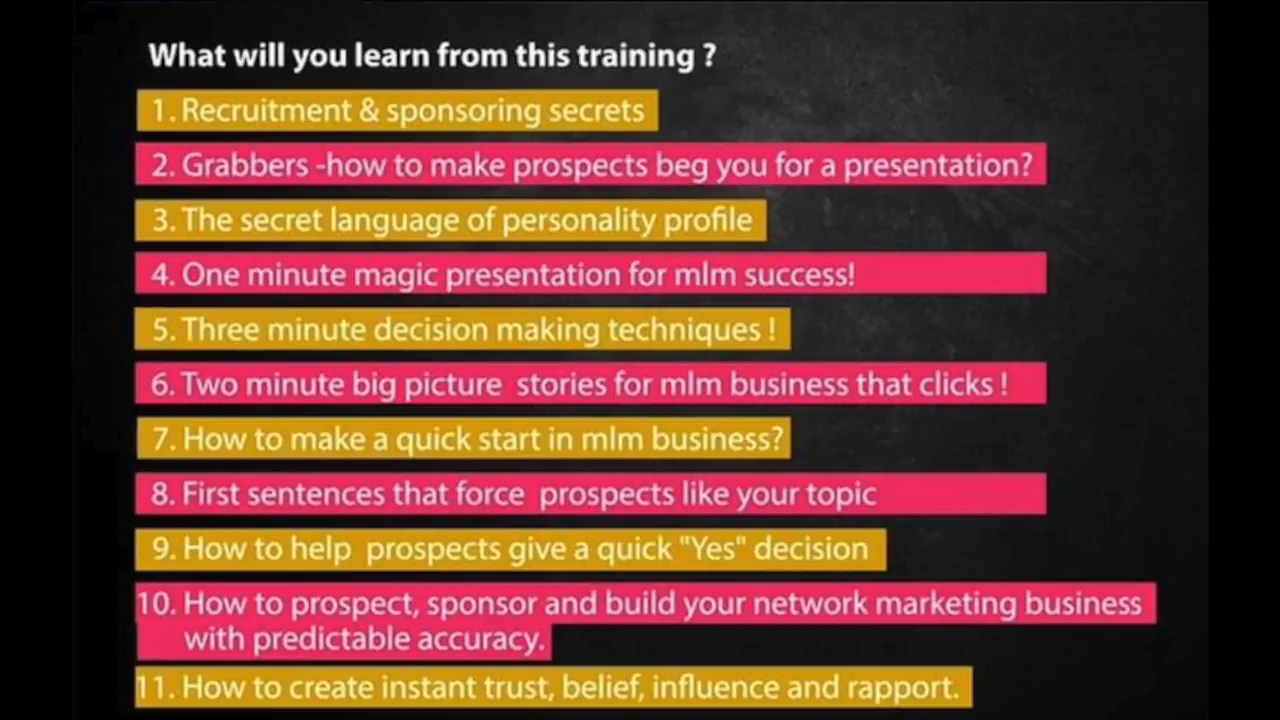 What will you learn from this training ?
1. Recruitment & sponsoring secrets
2. Grabbers -how to make prospects beg you for a presentation?
3. The secret language of personality profile
4. One minute magic presentation for mlm success!
5. Three minute decision making techniques !
6. Two minute big picture  stories for mlm business that clicks !
7. How to make a quick start in mlm business?
8. First sentences that force  prospects like your topic
9. How to help  prospects give a quick "Yes" decision
10. How to prospect, sponsor and build your network marketing business
with predictable accuracy.
11. How to create instant trust, belief, influence and rapport.